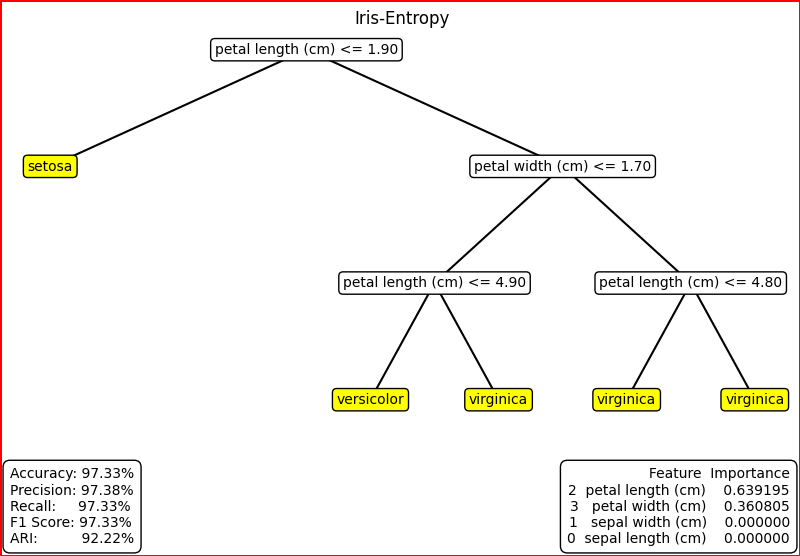 Iris-Entropy
petal length (cm) <= 1.90
setosa
petal width (cm) <= 1.70
petal length (cm) <= 4.90
petal length (cm) <= 4.80
versicolor
virginica
virginica
virginica
Accuracy: 97.33%
Precision: 97.38%
Recall: 97.33%
F1 Score: 97.33%
ARI: 92.22%
Feature Importance
2 petal length (cm) 0.639195
3 petal width (cm) 0.360805
1 sepal width (cm) 0.000000
0 sepal length (cm) 0.000000